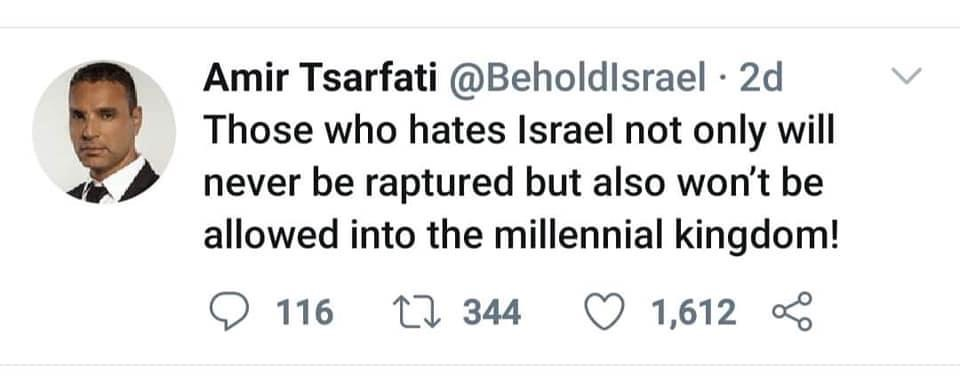 Amir Tsarfati @BeholdIsrael · 2d
Those who hates Israel not only will
never be raptured but also won't be
allowed into the millennial kingdom!
116 344 1,612